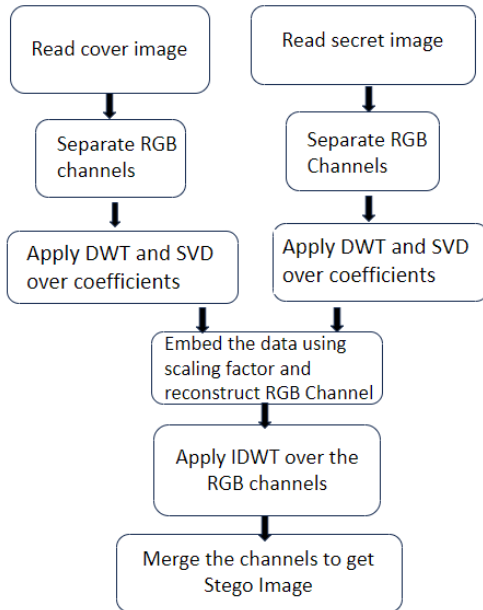 Read cover image
Read secret image
Separate RGB
channels
Separate RGB
Channels
Apply DWT and SVD
over coefficients
Apply DWT and SVD
over coefficients
Embed the data using
scaling factor and
reconstruct RGB Channel
Apply IDWT over the
RGB channels
Merge the channels to get
Stego Image